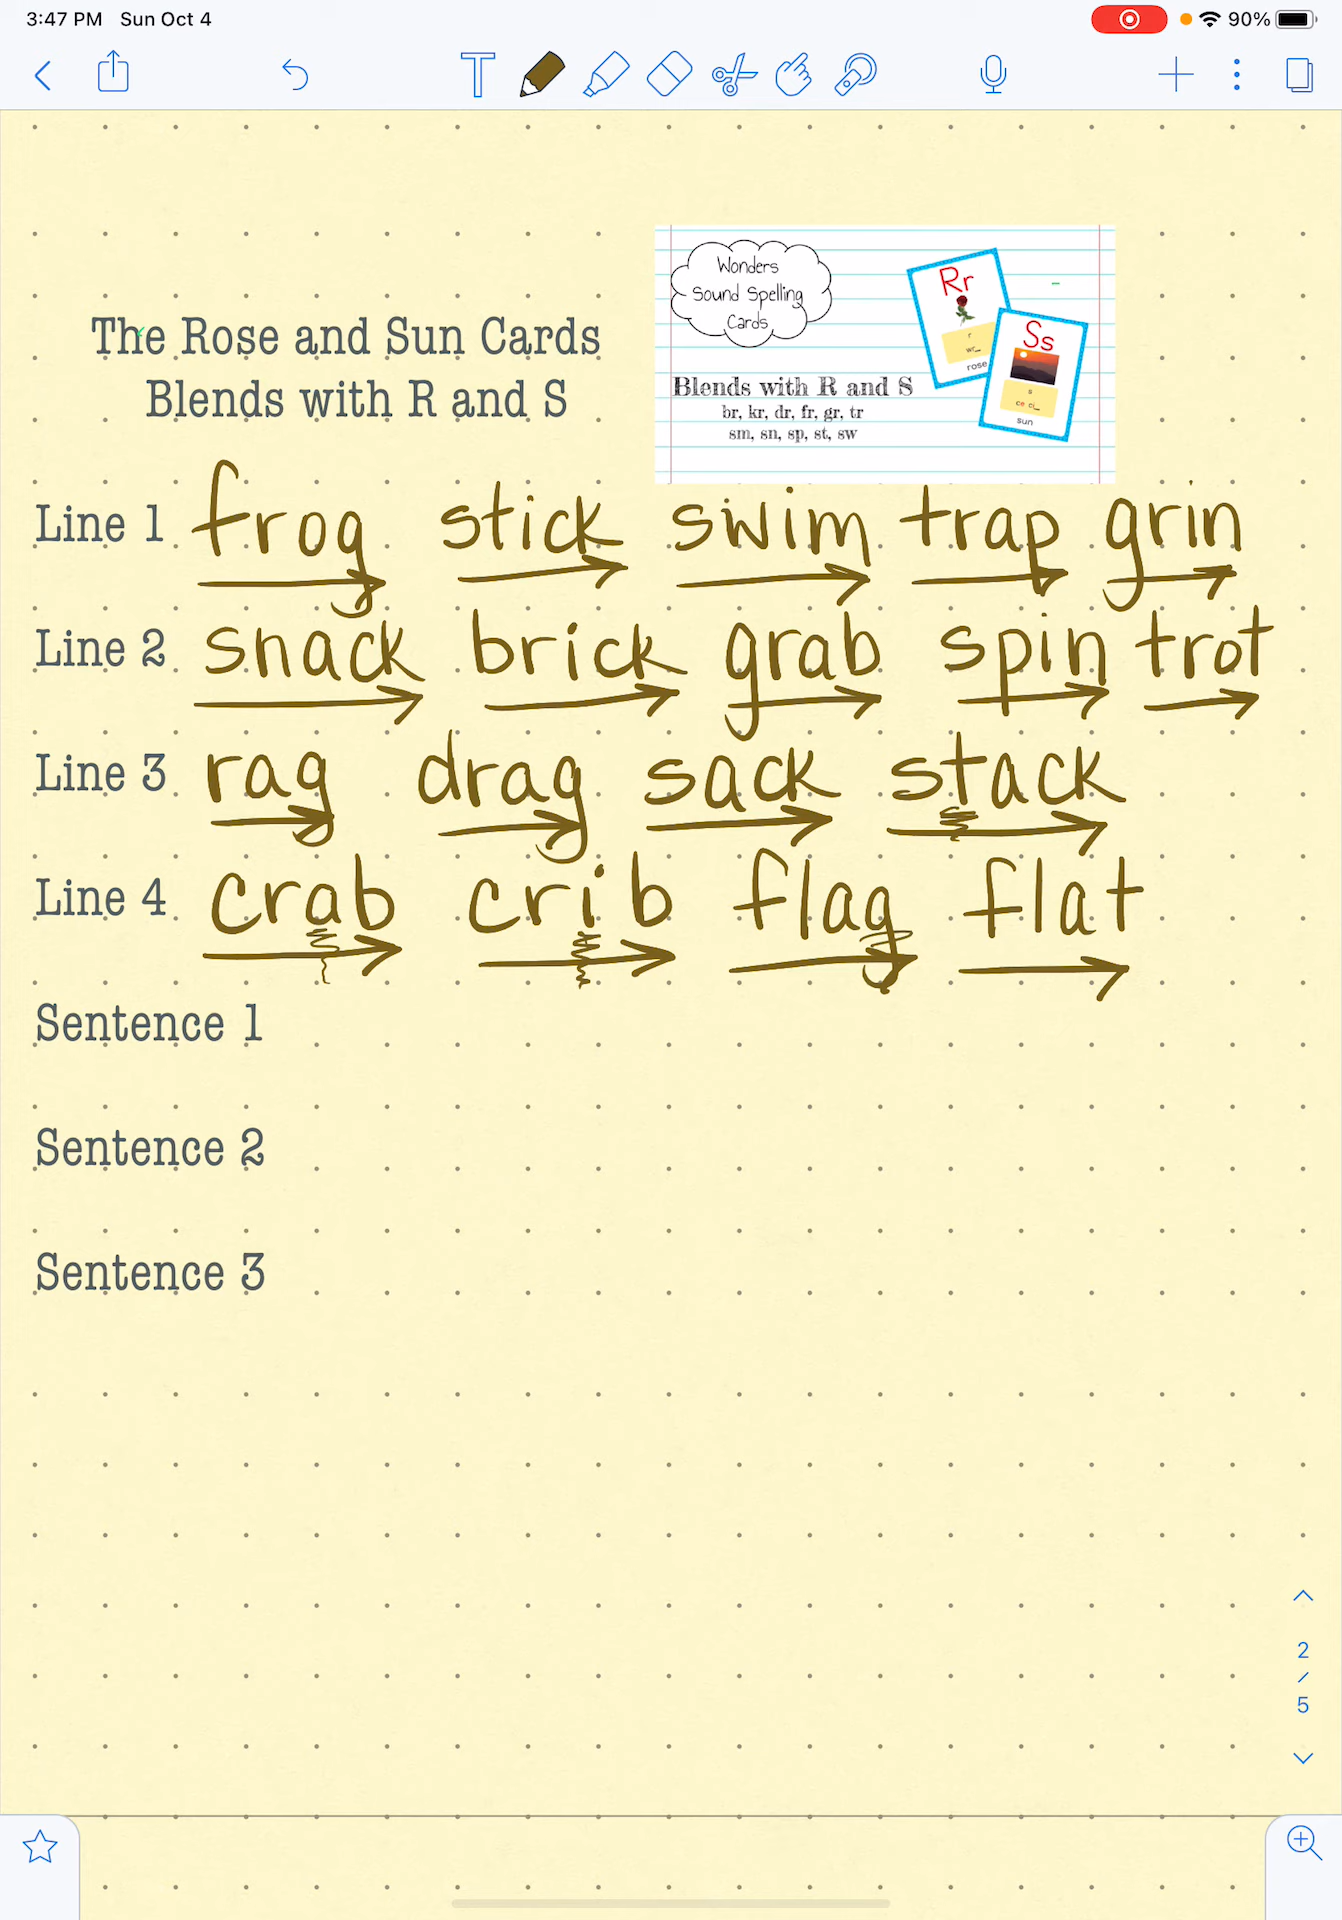 3:47 PM Sun Oct 4 90%
Wonders
Sound Spelling
Cards
Rr
r
wr_
rose
Ss
s
ce ci_
sun
Blends with R and S
br, kr, dr, fr, gr, tr
sm, sn, sp, st, sw
The Rose and Sun Cards
Blends with R and S
Line 1 frog stick swim trap grin
Line 2 snack brick grab spin trot
Line 3 rag drag sack stack
Line 4 crab crib flag flat
Sentence 1
Sentence 2
Sentence 3
2
/
5